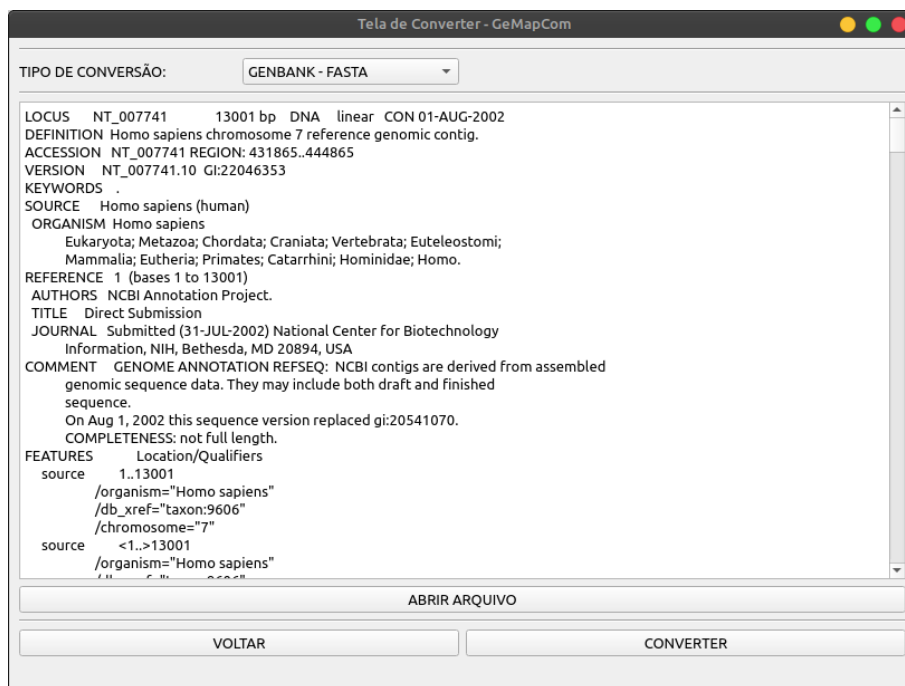 Tela de Converter - GeMapCom
TIPO DE CONVERSÃO: GENBANK - FASTA
LOCUS NT_007741 13001 bp DNA linear CON 01-AUG-2002
DEFINITION Homo sapiens chromosome 7 reference genomic contig.
ACCESSION NT_007741 REGION: 431865..444865
VERSION NT_007741.10 GI:22046353
KEYWORDS .
SOURCE Homo sapiens (human)
ORGANISM Homo sapiens
Eukaryota; Metazoa; Chordata; Craniata; Vertebrata; Euteleostomi;
Mammalia; Eutheria; Primates; Catarrhini; Hominidae; Homo.
REFERENCE 1 (bases 1 to 13001)
AUTHORS NCBI Annotation Project.
TITLE Direct Submission
JOURNAL Submitted (31-JUL-2002) National Center for Biotechnology
Information, NIH, Bethesda, MD 20894, USA
COMMENT GENOME ANNOTATION REFSEQ: NCBI contigs are derived from assembled
genomic sequence data. They may include both draft and finished
sequence.
On Aug 1, 2002 this sequence version replaced gi:20541070.
COMPLETENESS: not full length.
FEATURES Location/Qualifiers
source 1..13001
/organism="Homo sapiens"
/db_xref="taxon:9606"
/chromosome="7"
source <1..>13001
/organism="Homo sapiens"
ABRIR ARQUIVO
VOLTAR CONVERTER